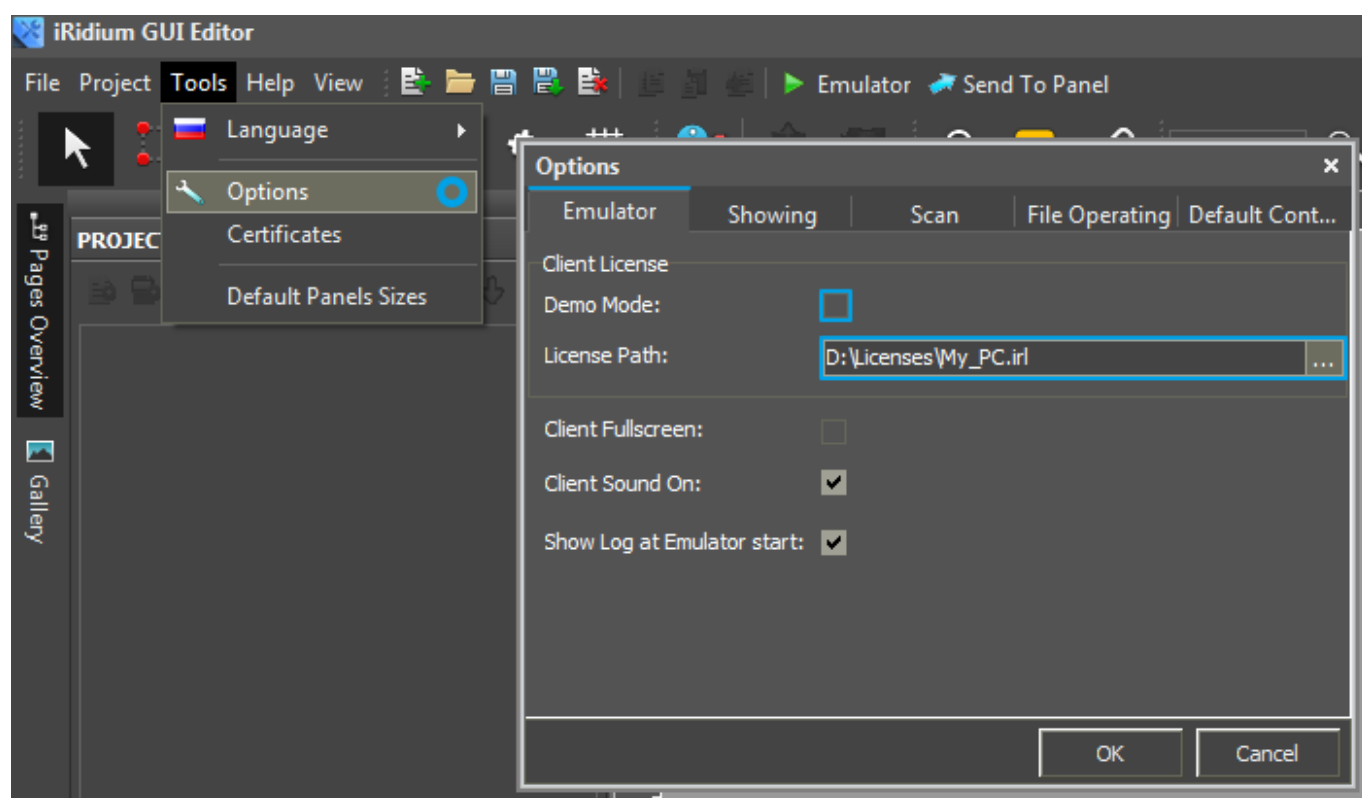 iRidium GUI Editor
File Project Tools Help View Emulator Send To Panel
Language
Options
Certificates
Default Panels Sizes
Pages Overview
Gallery
Options
Emulator Showing Scan File Operating Default Cont...
Client License
Demo Mode:
License Path: D:\Licenses\My_PC.irl ...
Client Fullscreen:
Client Sound On:
Show Log at Emulator start:
OK Cancel